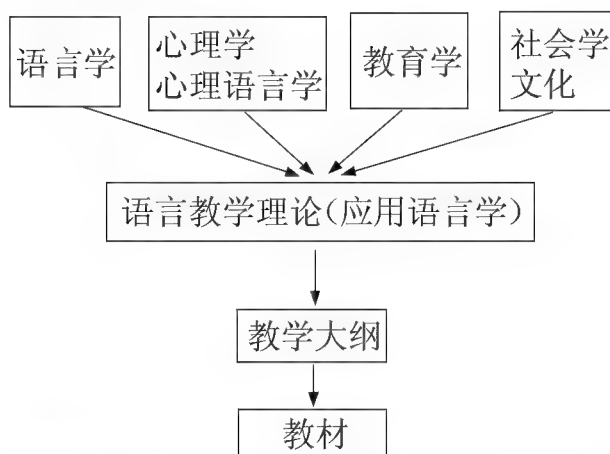 语言学
心理学
心理语言学
教育学
社会学
文化
语言教学理论(应用语言学)
教学大纲
教材